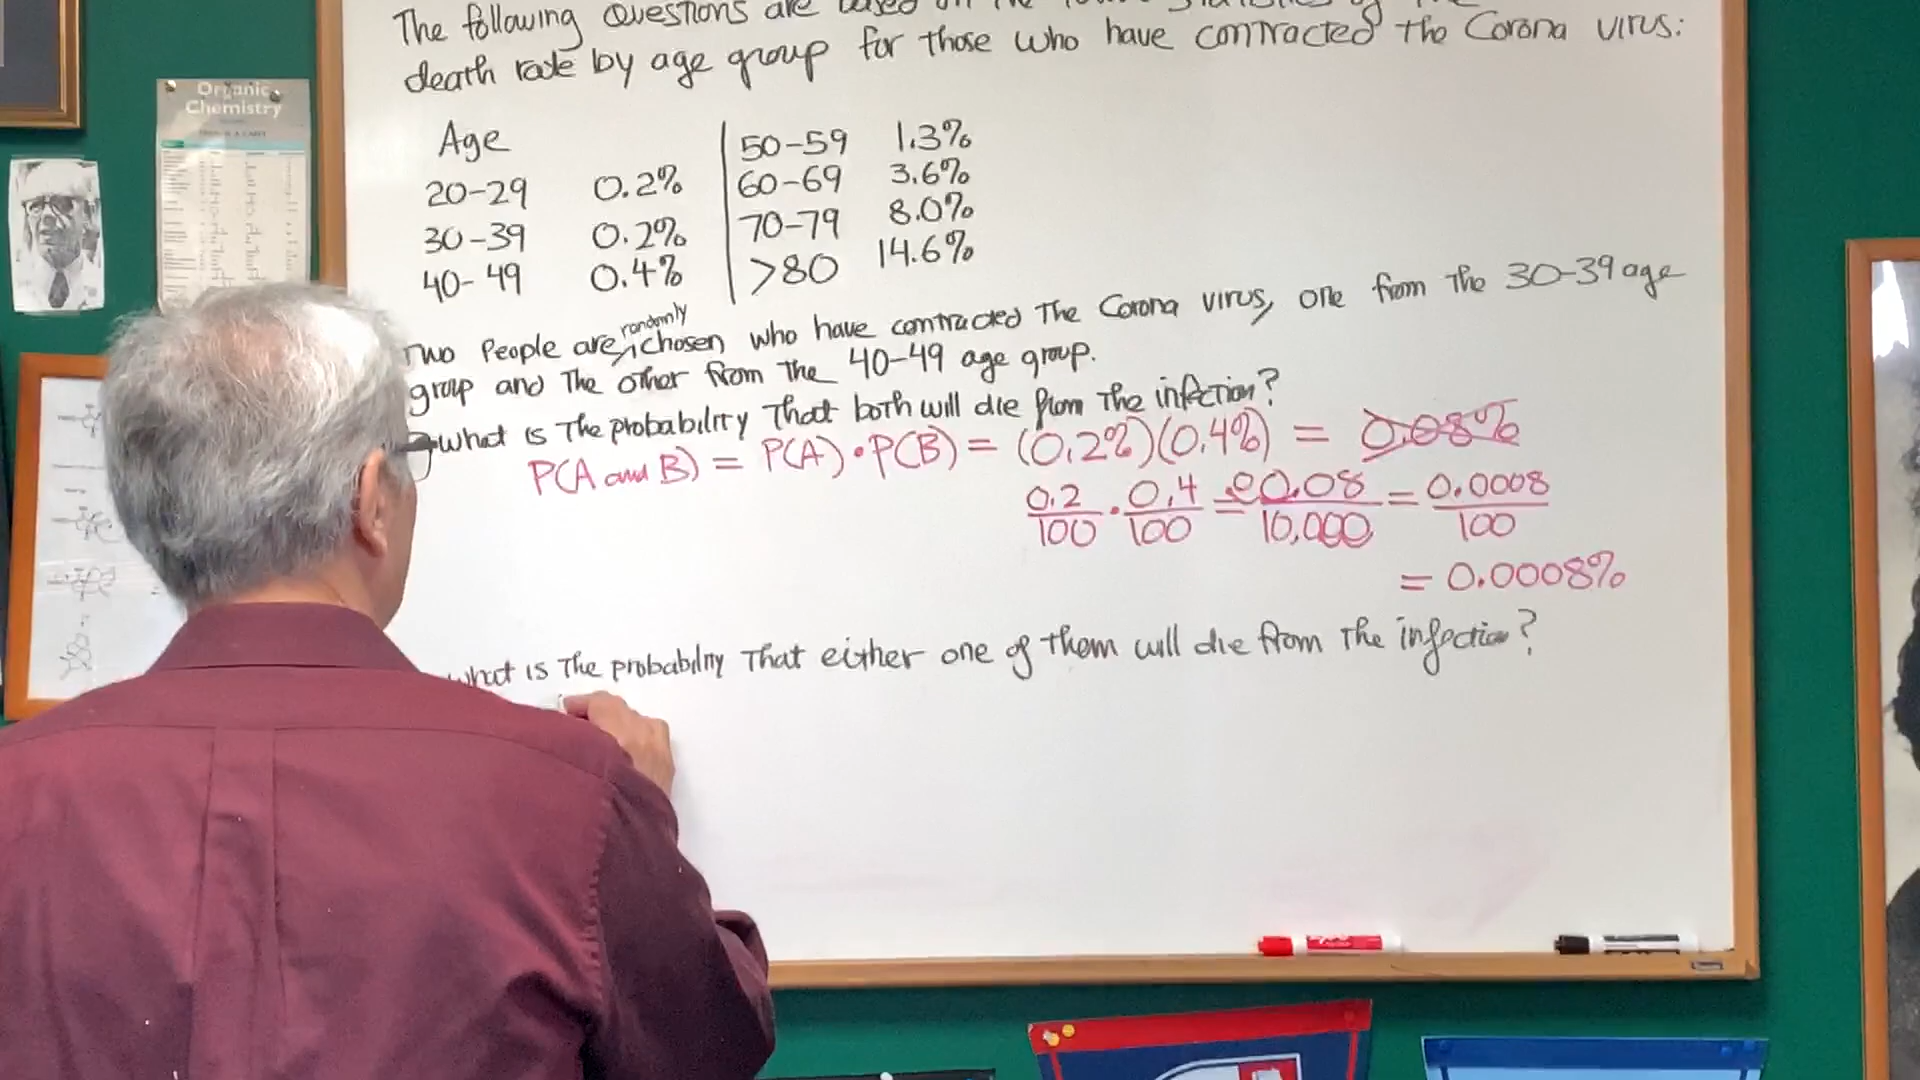 The following Questions are based on the
death rate by age group for those who have contracted the Corona virus:
Organic
Chemistry
Age
20-29 0.2%
30-39 0.2%
40-49 0.4%
50-59 1.3%
60-69 3.6%
70-79 8.0%
>80 14.6%
Two People are randomly chosen who have contracted The Corona virus, one from the 30-39 age
group and The other from the 40-49 age group.
what is The probability That both will die from The infection?
P(A and B) = P(A)·P(B) = (0.2%)(0.4%) = 0.08%
0.2/100 · 0.4/100 = 0.08/10,000 = 0.0008/100
= 0.0008%
what is The probability That either one of them will die from The infection?